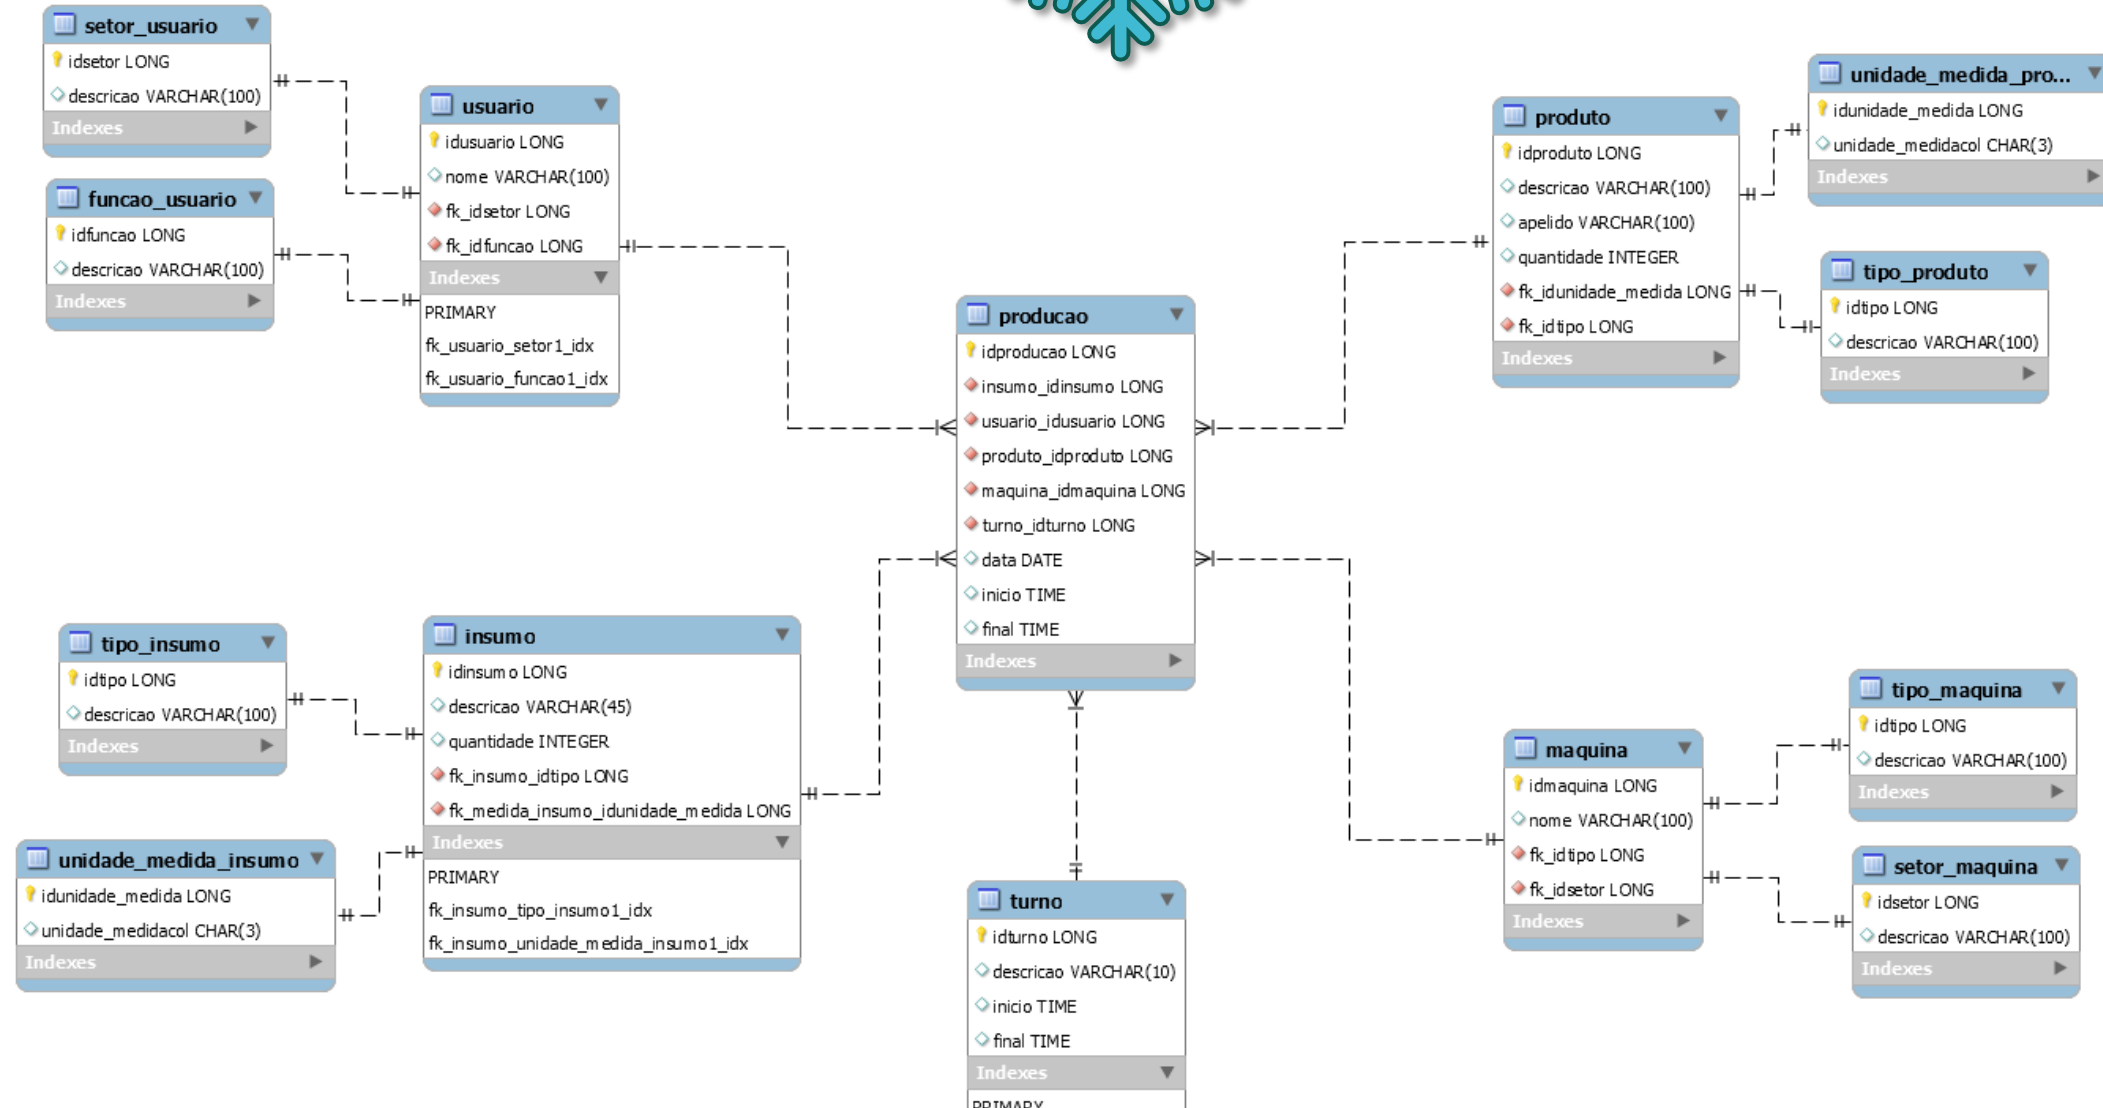 setor_usuario
idsetor LONG
descricao VARCHAR(100)
Indexes
funcao_usuario
idfuncao LONG
descricao VARCHAR(100)
Indexes
usuario
idusuario LONG
nome VARCHAR(100)
fk_idsetor LONG
fk_idfuncao LONG
Indexes
PRIMARY
fk_usuario_setor1_idx
fk_usuario_funcao1_idx
producao
idproducao LONG
insumo_idinsumo LONG
usuario_idusuario LONG
produto_idproduto LONG
maquina_idmaquina LONG
turno_idturno LONG
data DATE
inicio TIME
final TIME
Indexes
produto
idproduto LONG
descricao VARCHAR(100)
apelido VARCHAR(100)
quantidade INTEGER
fk_idunidade_medida LONG
fk_idtipo LONG
Indexes
unidade_medida_pro...
idunidade_medida LONG
unidade_medidacol CHAR(3)
Indexes
tipo_produto
idtipo LONG
descricao VARCHAR(100)
Indexes
tipo_insumo
idtipo LONG
descricao VARCHAR(100)
Indexes
unidade_medida_insumo
idunidade_medida LONG
unidade_medidacol CHAR(3)
Indexes
insumo
idinsumo LONG
descricao VARCHAR(45)
quantidade INTEGER
fk_insumo_idtipo LONG
fk_medida_insumo_idunidade_medida LONG
Indexes
PRIMARY
fk_insumo_tipo_insumo1_idx
fk_insumo_unidade_medida_insumo1_idx
turno
idturno LONG
descricao VARCHAR(10)
inicio TIME
final TIME
Indexes
PRIMARY
maquina
idmaquina LONG
nome VARCHAR(100)
fk_idtipo LONG
fk_idsetor LONG
Indexes
tipo_maquina
idtipo LONG
descricao VARCHAR(100)
Indexes
setor_maquina
idsetor LONG
descricao VARCHAR(100)
Indexes